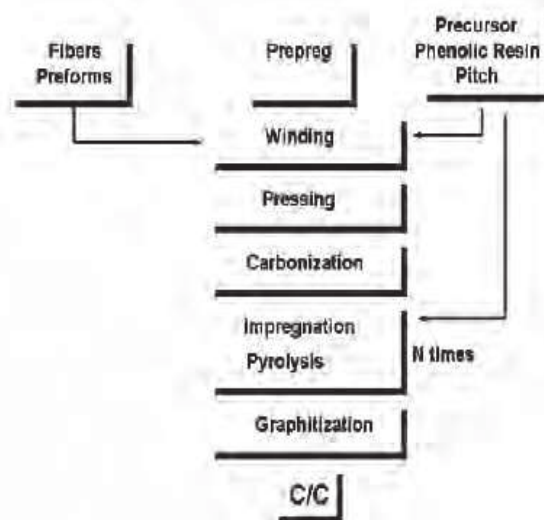 Fibers
Preforms
Prepreg
Precursor
Phenolic Resin
Pitch
Winding
Pressing
Carbonization
Impregnation
Pyrolysis
N times
Graphitization
C/C